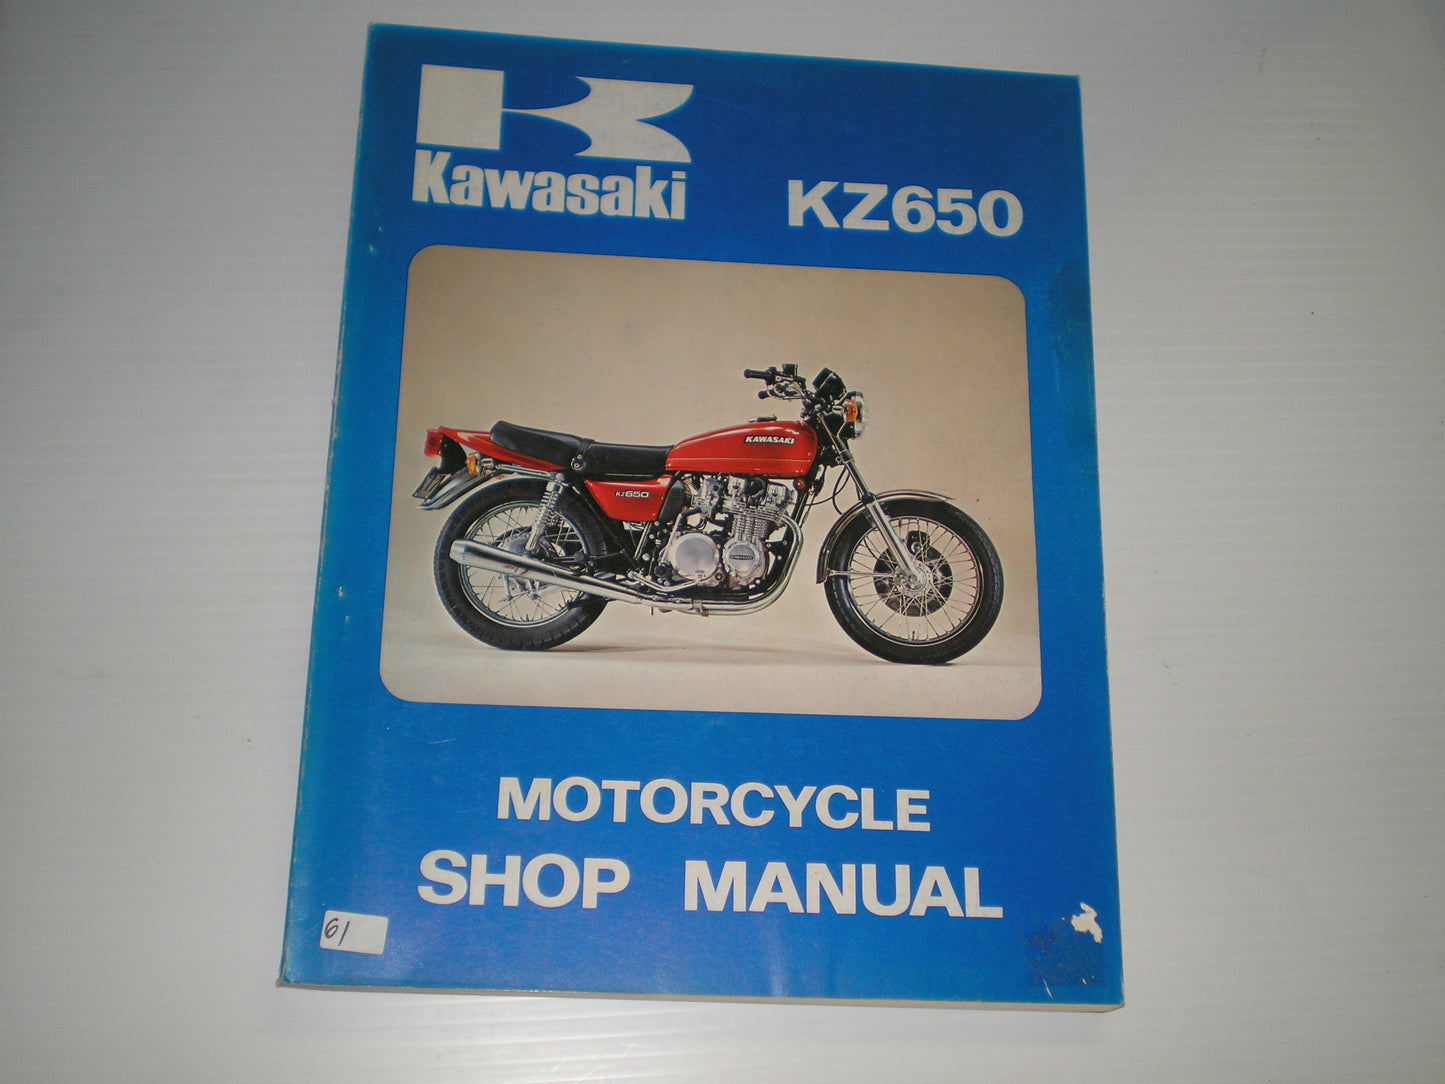 Kawasaki KZ650
KAWASAKI
KZ650
MOTORCYCLE
SHOP MANUAL
61